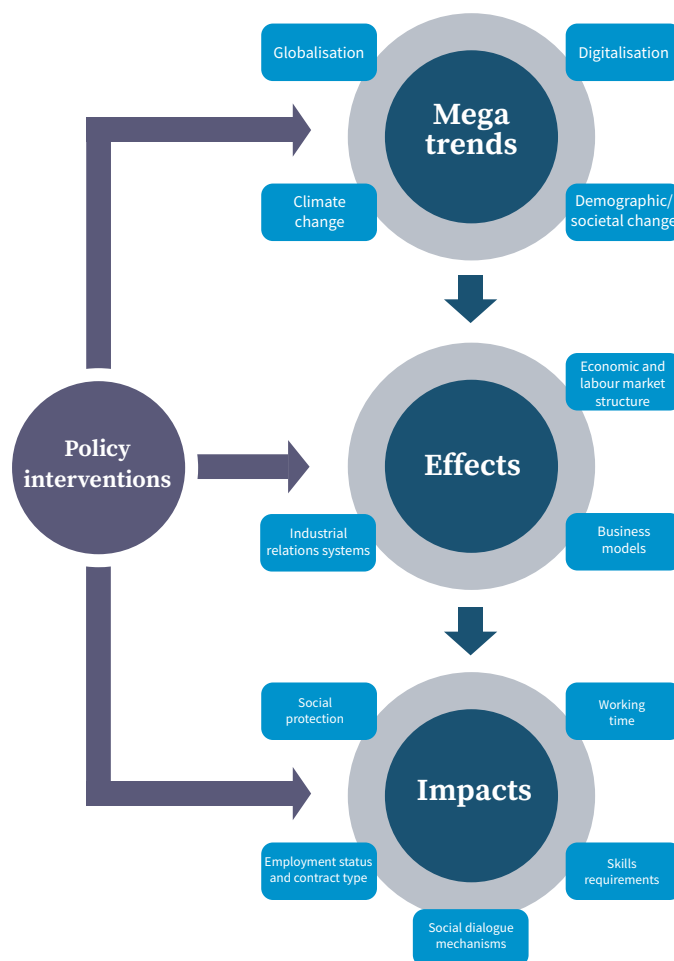 Globalisation
Digitalisation
Mega
trends
Climate
change
Demographic/
societal change
Economic and
labour market
structure
Policy
interventions
Effects
Industrial
relations systems
Business
models
Social
protection
Working
time
Impacts
Employment status
and contract type
Skills
requirements
Social dialogue
mechanisms